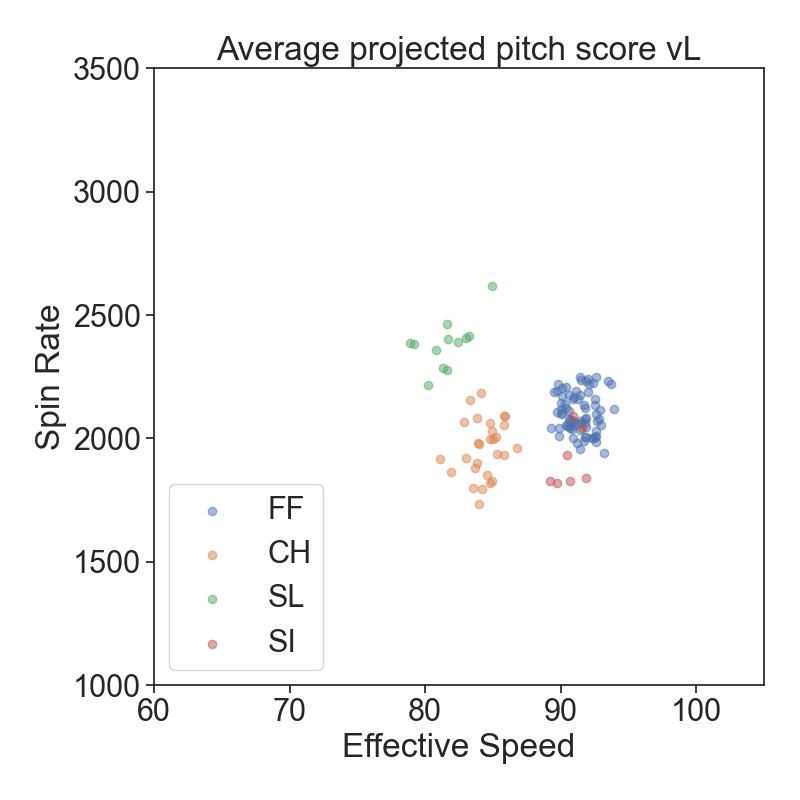 Average projected pitch score vL
3500
3000
2500
2000
1500
1000
Spin Rate
FF
CH
SL
SI
60 70 80 90 100
Effective Speed